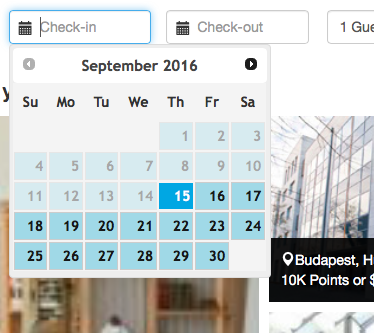 Check-in
Check-out
1 Gue
September 2016
Su Mo Tu We Th Fr Sa
1 2 3
4 5 6 7 8 9 10
11 12 13 14 15 16 17
18 19 20 21 22 23 24
25 26 27 28 29 30
Budapest, H
10K Points or $